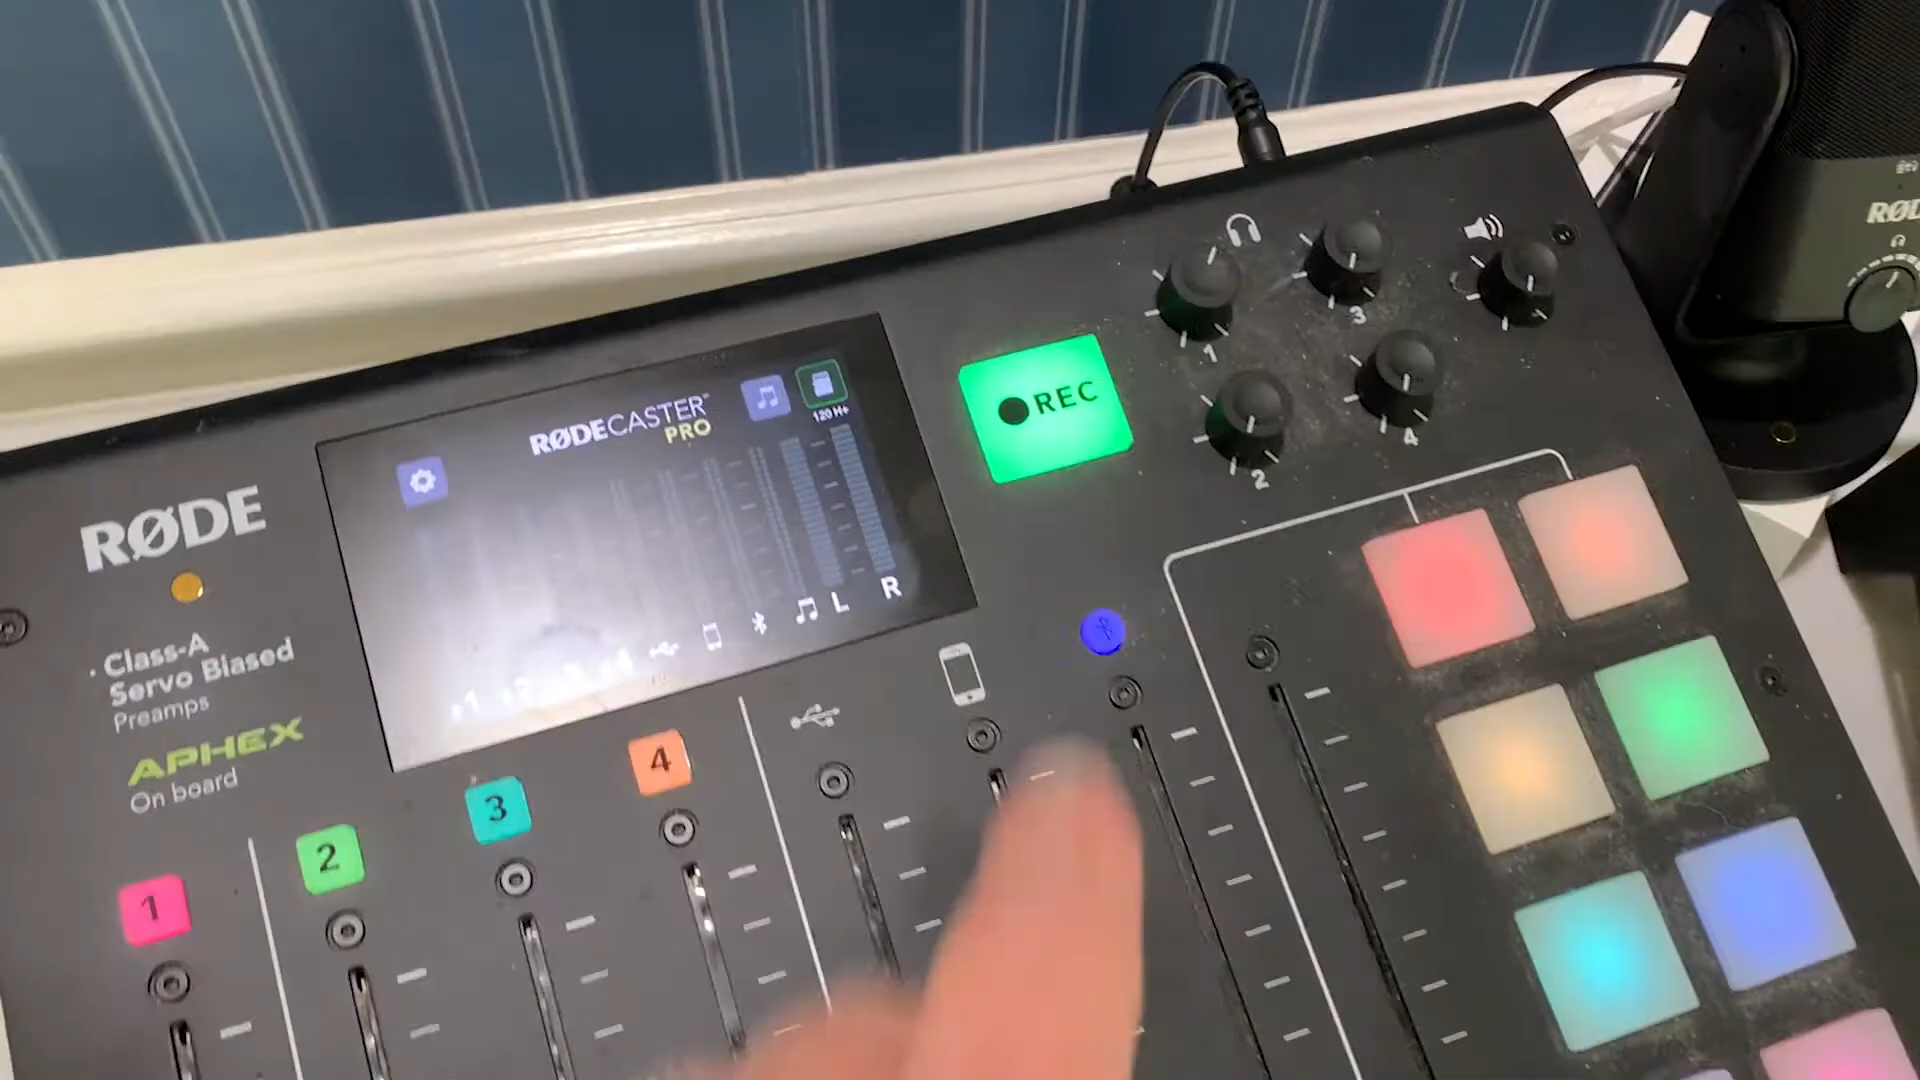 RØDECASTER™
PRO
120 H+
REC
1
2
3
4
L
R
RØDE
Class-A
Servo Biased
Preamps
APHEX
On board
1
2
3
4